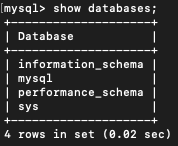 mysql> show databases;
+--------------------+
| Database           |
+--------------------+
| information_schema |
| mysql              |
| performance_schema |
| sys                |
+--------------------+
4 rows in set (0.02 sec)